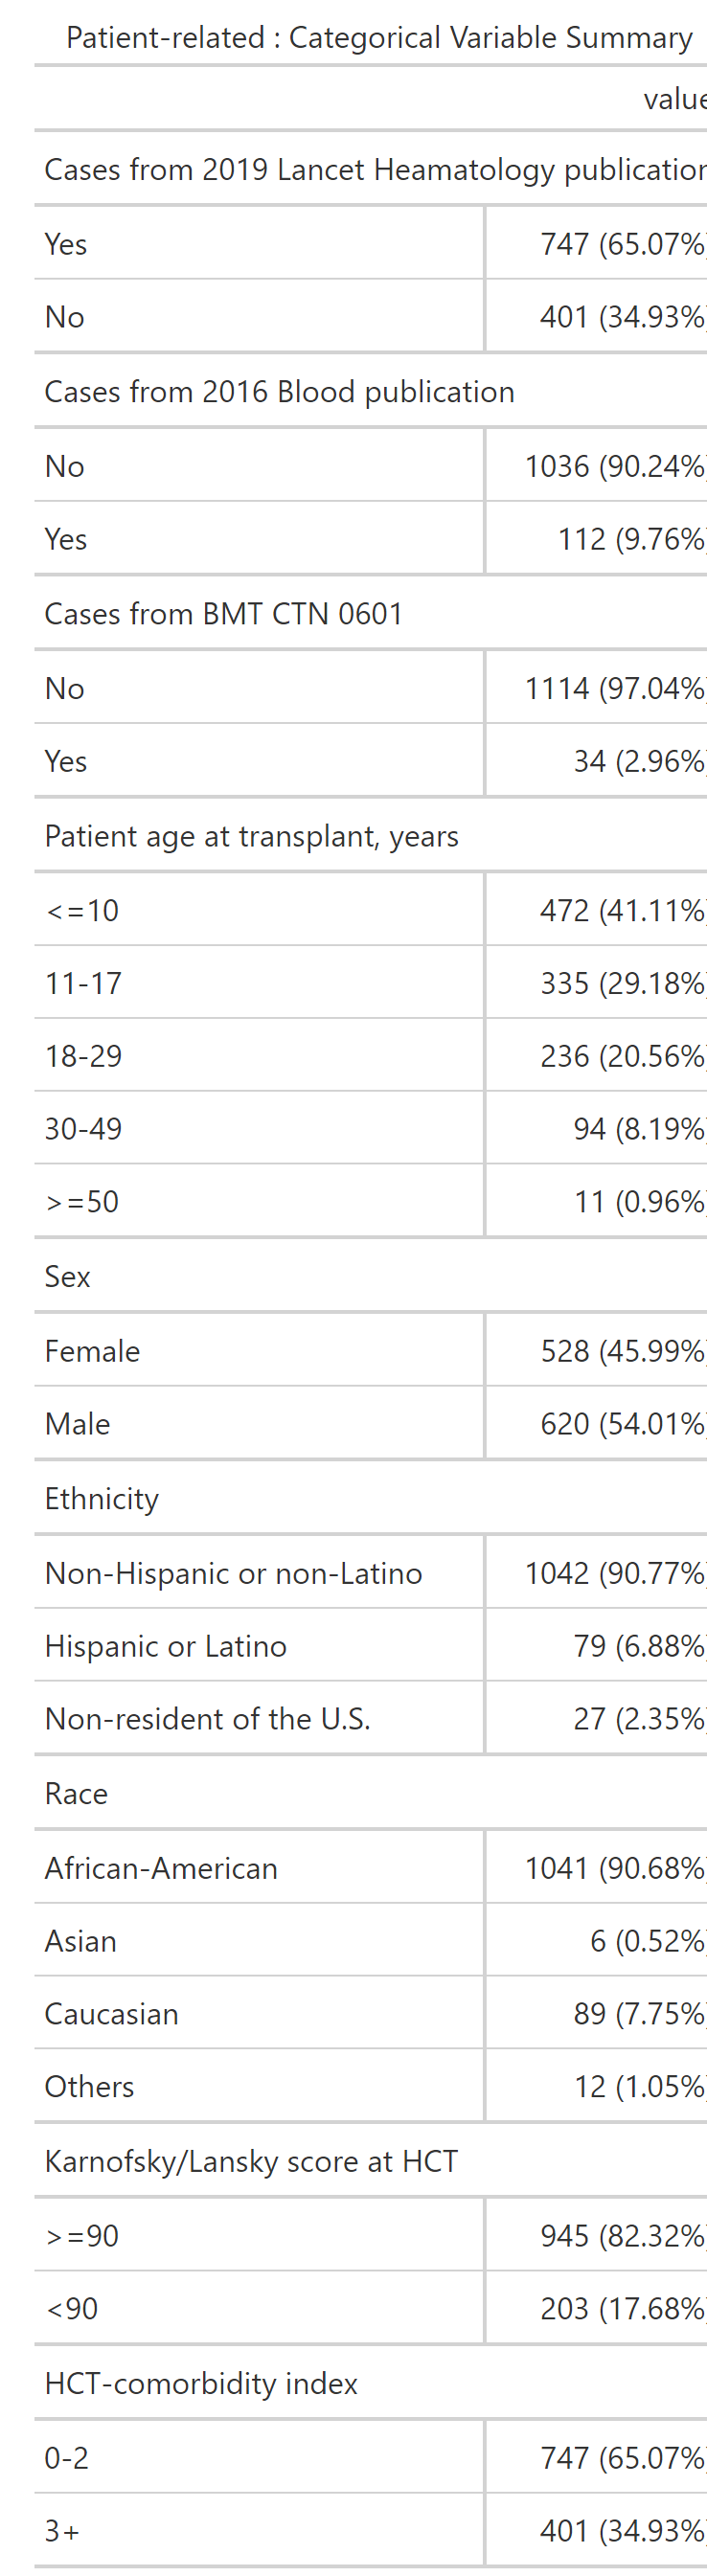 Patient-related : Categorical Variable Summary
value
Cases from 2019 Lancet Heamatology publication
Yes 747 (65.07%)
No 401 (34.93%)
Cases from 2016 Blood publication
No 1036 (90.24%)
Yes 112 (9.76%)
Cases from BMT CTN 0601
No 1114 (97.04%)
Yes 34 (2.96%)
Patient age at transplant, years
<=10 472 (41.11%)
11-17 335 (29.18%)
18-29 236 (20.56%)
30-49 94 (8.19%)
>=50 11 (0.96%)
Sex
Female 528 (45.99%)
Male 620 (54.01%)
Ethnicity
Non-Hispanic or non-Latino 1042 (90.77%)
Hispanic or Latino 79 (6.88%)
Non-resident of the U.S. 27 (2.35%)
Race
African-American 1041 (90.68%)
Asian 6 (0.52%)
Caucasian 89 (7.75%)
Others 12 (1.05%)
Karnofsky/Lansky score at HCT
>=90 945 (82.32%)
<90 203 (17.68%)
HCT-comorbidity index
0-2 747 (65.07%)
3+ 401 (34.93%)